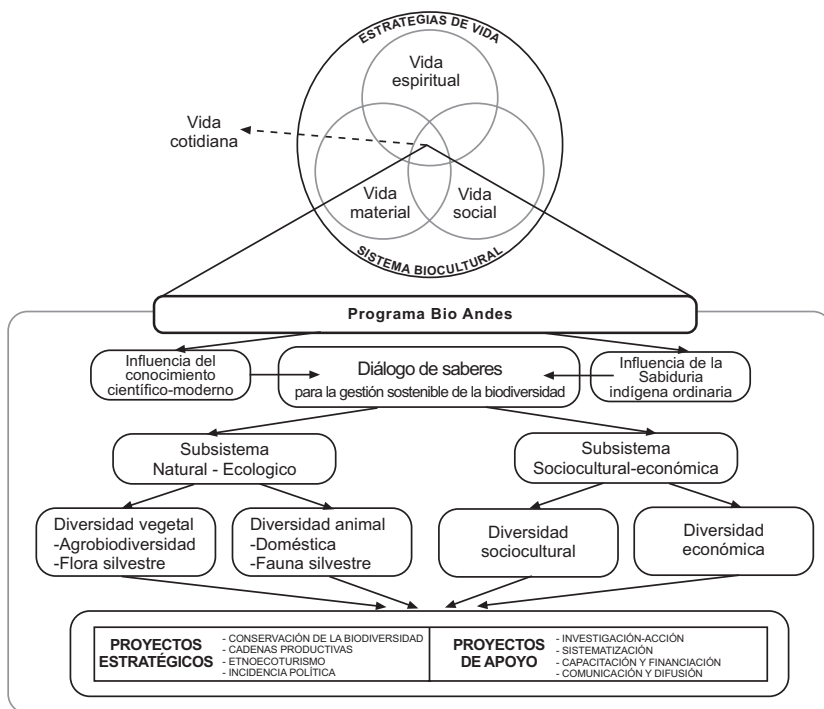 ESTRATEGIAS DE VIDA
Vida
espiritual
Vida
cotidiana
Vida
material
Vida
social
SISTEMA BIOCULTURAL
Programa Bio Andes
Influencia del
conocimiento
científico-moderno
Diálogo de saberes
para la gestión sostenible de la biodiversidad
Influencia de la
Sabiduria
indígena ordinaria
Subsistema
Natural - Ecologico
Subsistema
Sociocultural-económica
Diversidad vegetal
-Agrobiodiversidad
-Flora silvestre
Diversidad animal
-Doméstica
-Fauna silvestre
Diversidad
sociocultural
Diversidad
económica
PROYECTOS
ESTRATÉGICOS
- CONSERVACIÓN DE LA BIODIVERSIDAD
- CADENAS PRODUCTIVAS
- ETNOECOTURISMO
- INCIDENCIA POLÍTICA
PROYECTOS
DE APOYO
- INVESTIGACIÓN-ACCIÓN
- SISTEMATIZACIÓN
- CAPACITACIÓN Y FINANCIACIÓN
- COMUNICACIÓN Y DIFUSIÓN